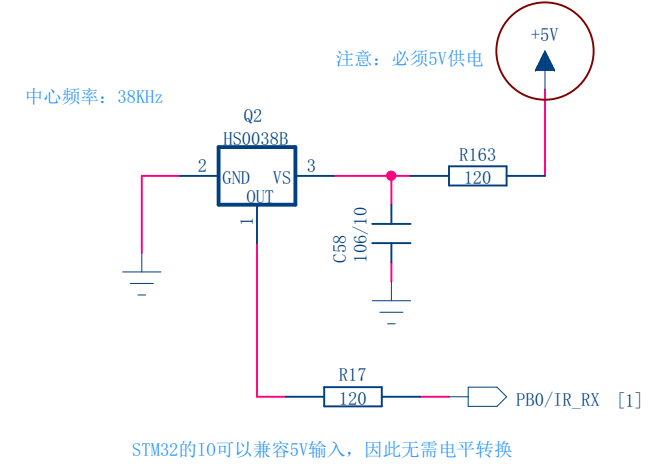 +5V
注意：必须5V供电
中心频率：38KHz
Q2
HS0038B
2
GND
VS
3
OUT
1
R163
120
C58
106/10
R17
120
PB0/IR_RX [1]
STM32的IO可以兼容5V输入，因此无需电平转换